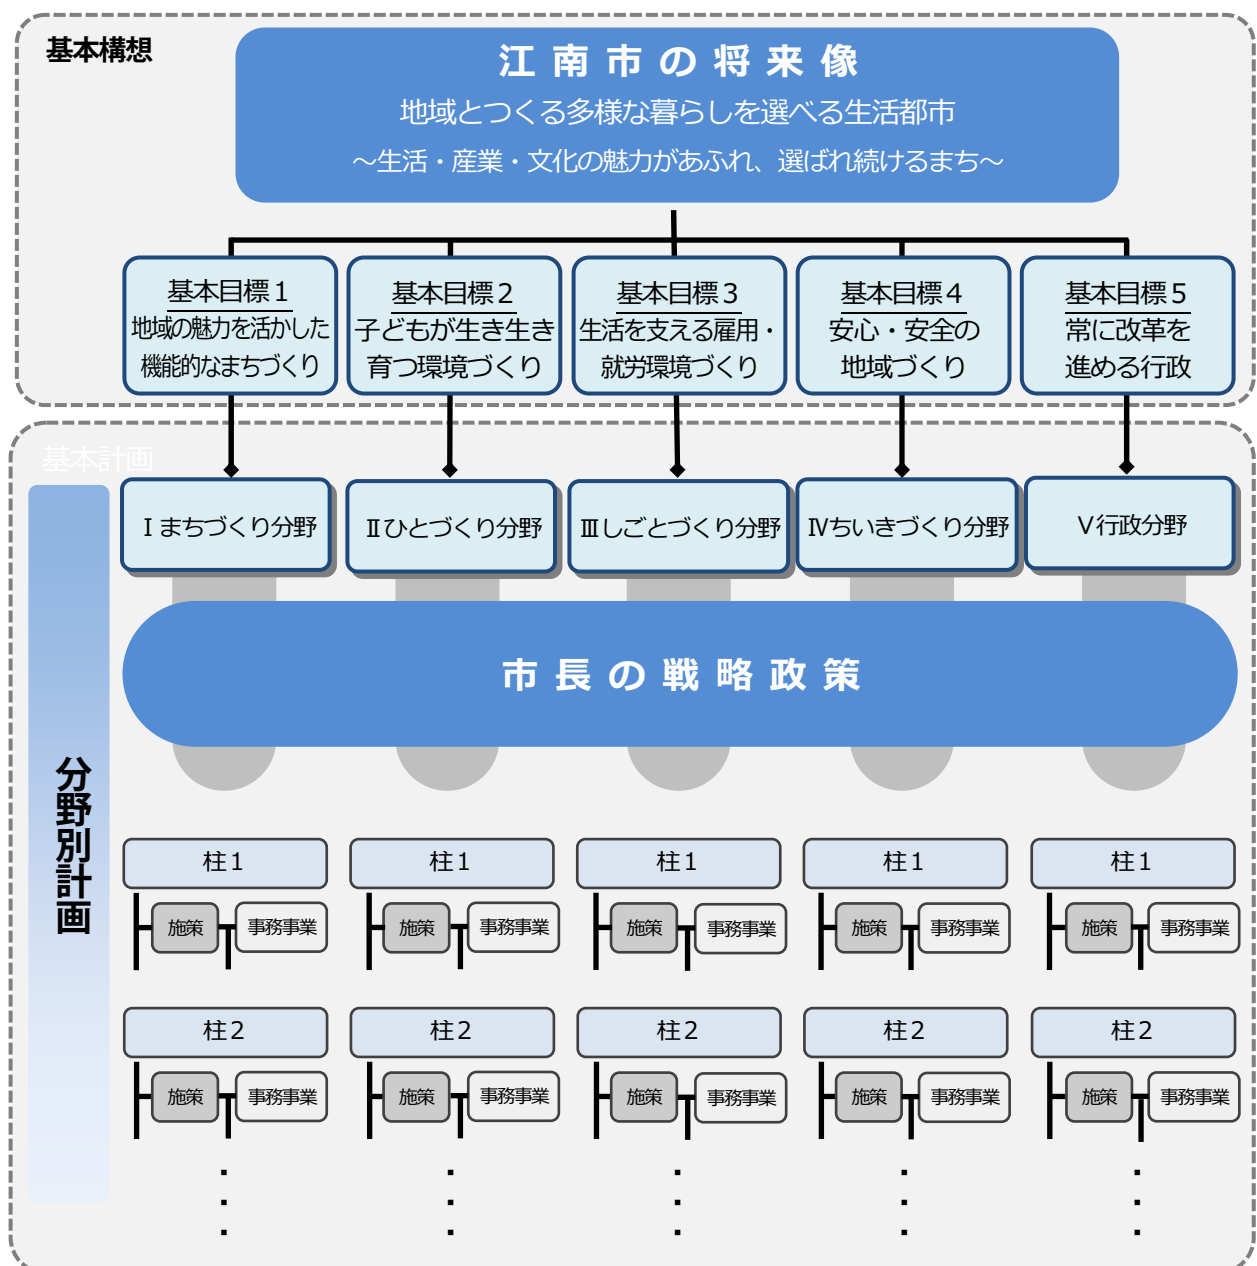 基本構想
江南市の将来像
地域とつくる多様な暮らしを選べる生活都市
～生活・産業・文化の魅力があふれ、選ばれ続けるまち～
基本目標１
地域の魅力を活かした
機能的なまちづくり
基本目標２
子どもが生き生き
育つ環境づくり
基本目標３
生活を支える雇用・
就労環境づくり
基本目標４
安心・安全の
地域づくり
基本目標５
常に改革を
進める行政
基本計画
分野別計画
Ⅰまちづくり分野
Ⅱひとづくり分野
Ⅲしごとづくり分野
Ⅳちいきづくり分野
Ⅴ行政分野
市長の戦略政策
柱１
柱１
柱１
柱１
柱１
施策 事務事業
施策 事務事業
施策 事務事業
施策 事務事業
施策 事務事業
柱２
柱２
柱２
柱２
柱２
施策 事務事業
施策 事務事業
施策 事務事業
施策 事務事業
施策 事務事業